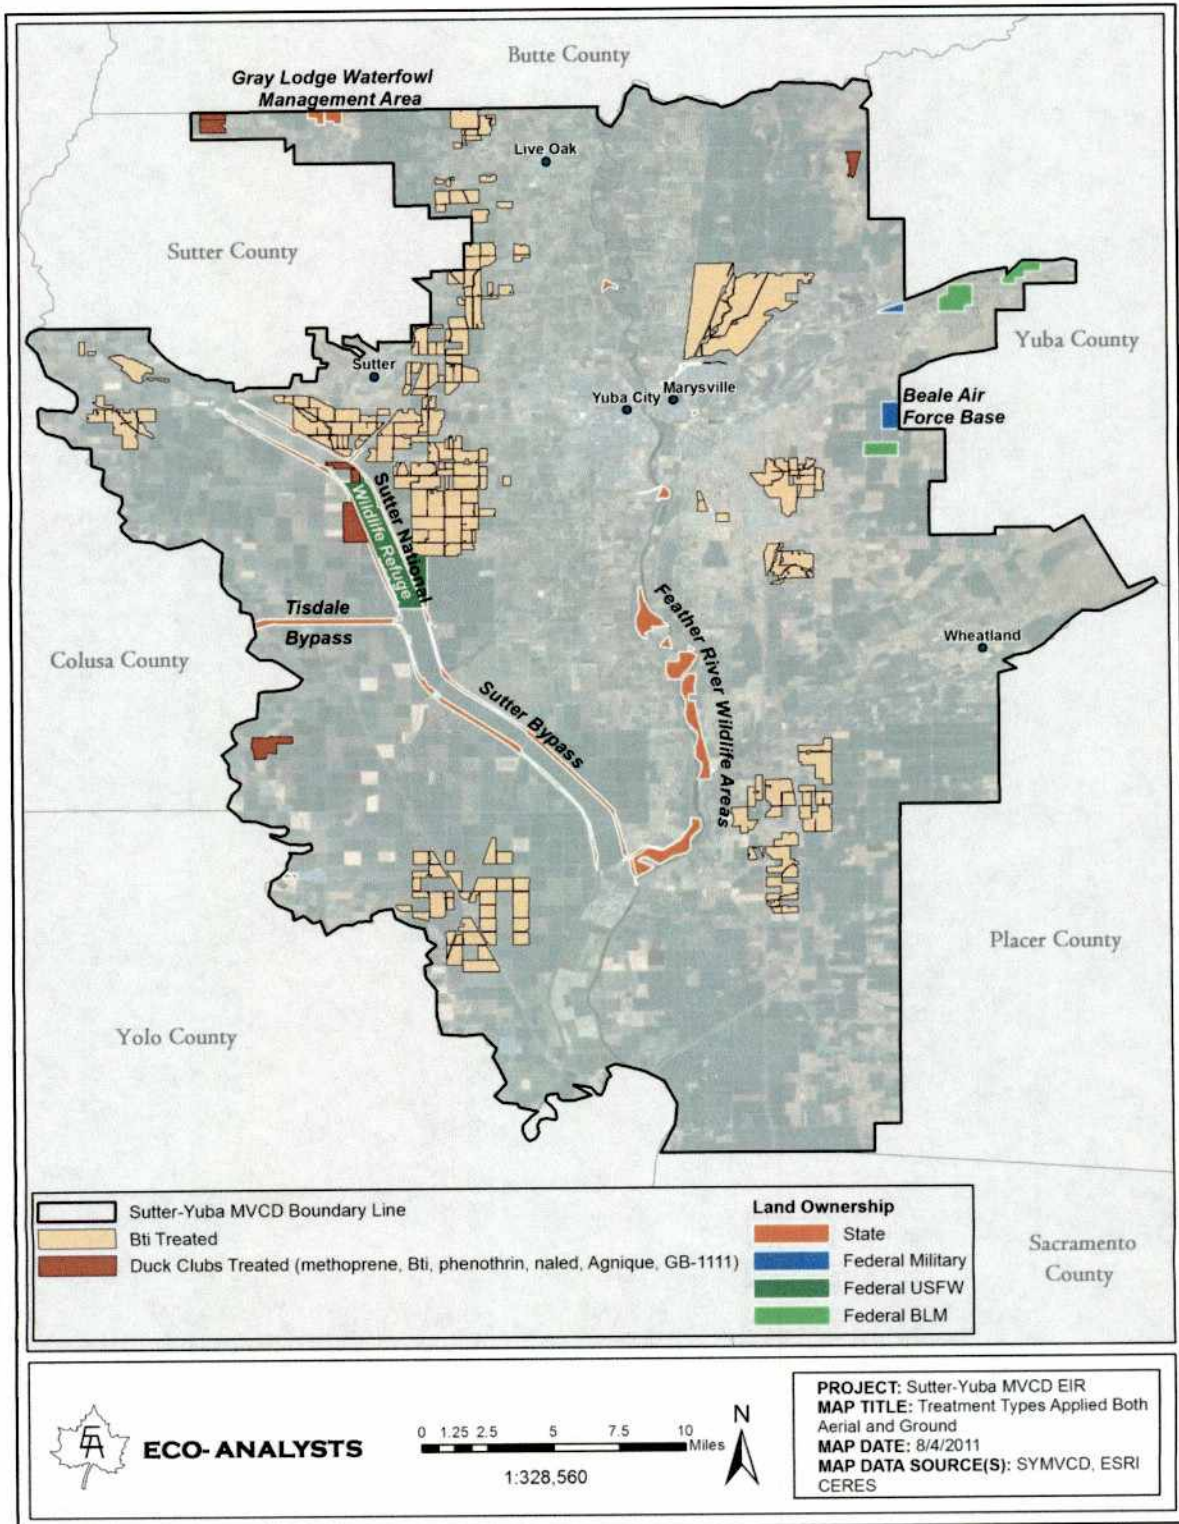 Butte County
Gray Lodge Waterfowl
Management Area
Live Oak
Sutter County
Yuba County
Sutter
Yuba City
Marysville
Beale Air
Force Base
Sutter National
Wildlife Refuge
Tisdale
Bypass
Feather River Wildlife Areas
Wheatland
Colusa County
Sutter Bypass
Placer County
Yolo County
Sutter-Yuba MVCD Boundary Line
Bti Treated
Duck Clubs Treated (methoprene, Bti, phenothrin, naled, Agnique, GB-1111)
Land Ownership
State
Federal Military
Federal USFW
Federal BLM
Sacramento
County
EA
ECO-ANALYSTS
0 1.25 2.5 5 7.5 10
Miles
1:328,560
N
PROJECT: Sutter-Yuba MVCD EIR
MAP TITLE: Treatment Types Applied Both
Aerial and Ground
MAP DATE: 8/4/2011
MAP DATA SOURCE(S): SYMVCD, ESRI
CERES